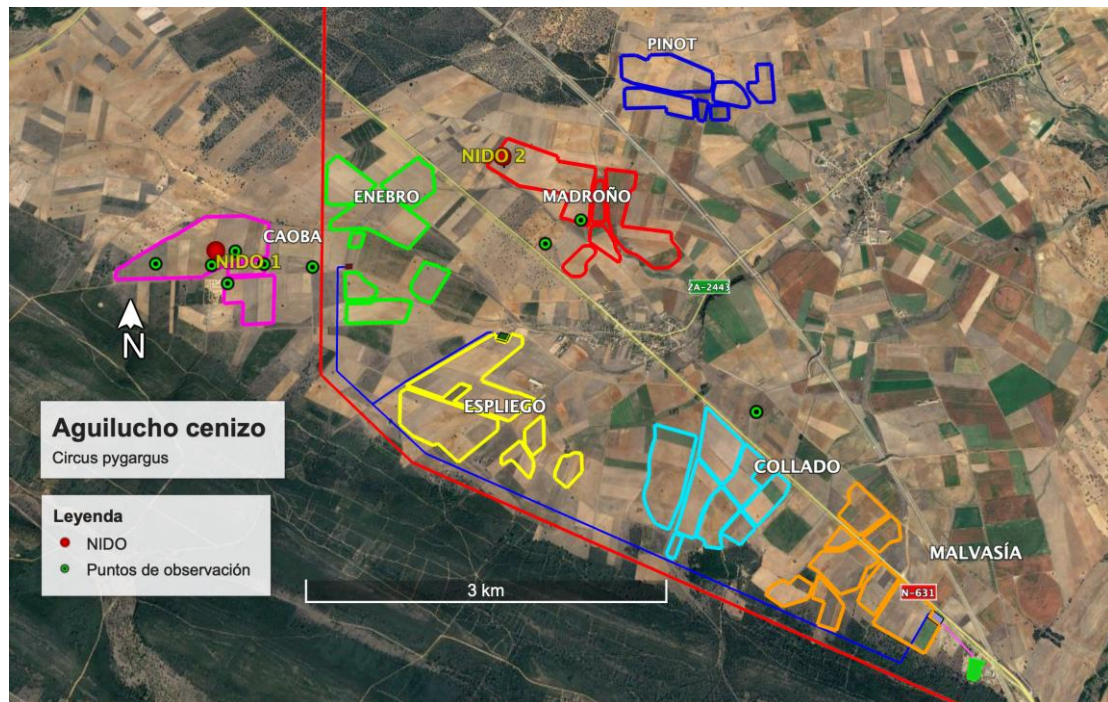 PINOT
NIDO 2
ENEBRO
MADROÑO
CAOBA
NIDO 1
ZA-2443
N
ESPLIEGO
Aguilucho cenizo
Circus pygargus
COLLADO
Leyenda
NIDO
Puntos de observación
MALVASÍA
3 km
N-631